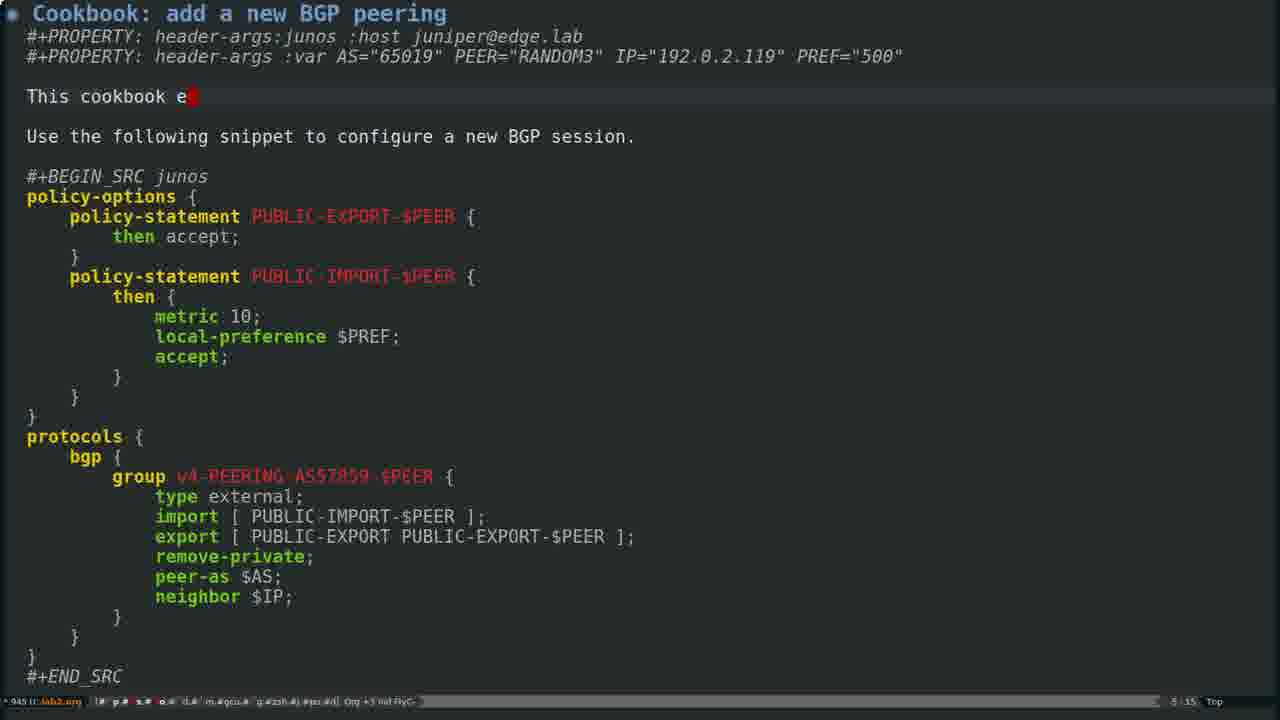 Cookbook: add a new BGP peering
#+PROPERTY: header-args:junos :host juniper@edge.lab
#+PROPERTY: header-args :var AS="65019" PEER="RANDOM3" IP="192.0.2.119" PREF="500"
This cookbook e
Use the following snippet to configure a new BGP session.
#+BEGIN_SRC junos
policy-options {
policy-statement PUBLIC-EXPORT-$PEER {
then accept;
}
policy-statement PUBLIC-IMPORT-$PEER {
then {
metric 10;
local-preference $PREF;
accept;
}
}
}
protocols {
bgp {
group v4-PEERING-AS57859-$PEER {
type external;
import [ PUBLIC-IMPORT-$PEER ];
export [ PUBLIC-EXPORT PUBLIC-EXPORT-$PEER ];
remove-private;
peer-as $AS;
neighbor $IP;
}
}
}
#+END_SRC
lab2.org
5:15 Top